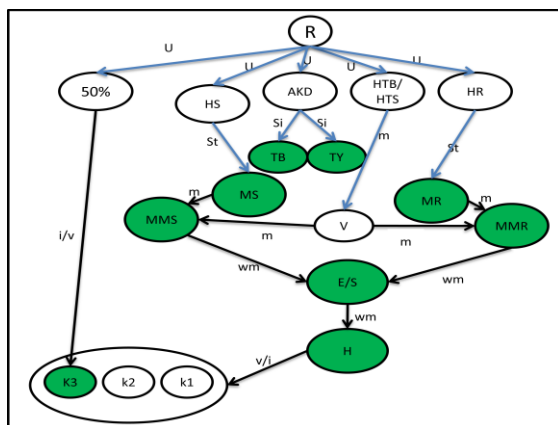 R
U
U
U
U
U
50%
HS
AKD
HTB/
HTS
HR
St
Si
Si
m
St
TB
TY
MS
MR
m
m
MMS
V
MMR
m
m
i/v
wm
wm
E/S
wm
H
v/i
K3
k2
k1